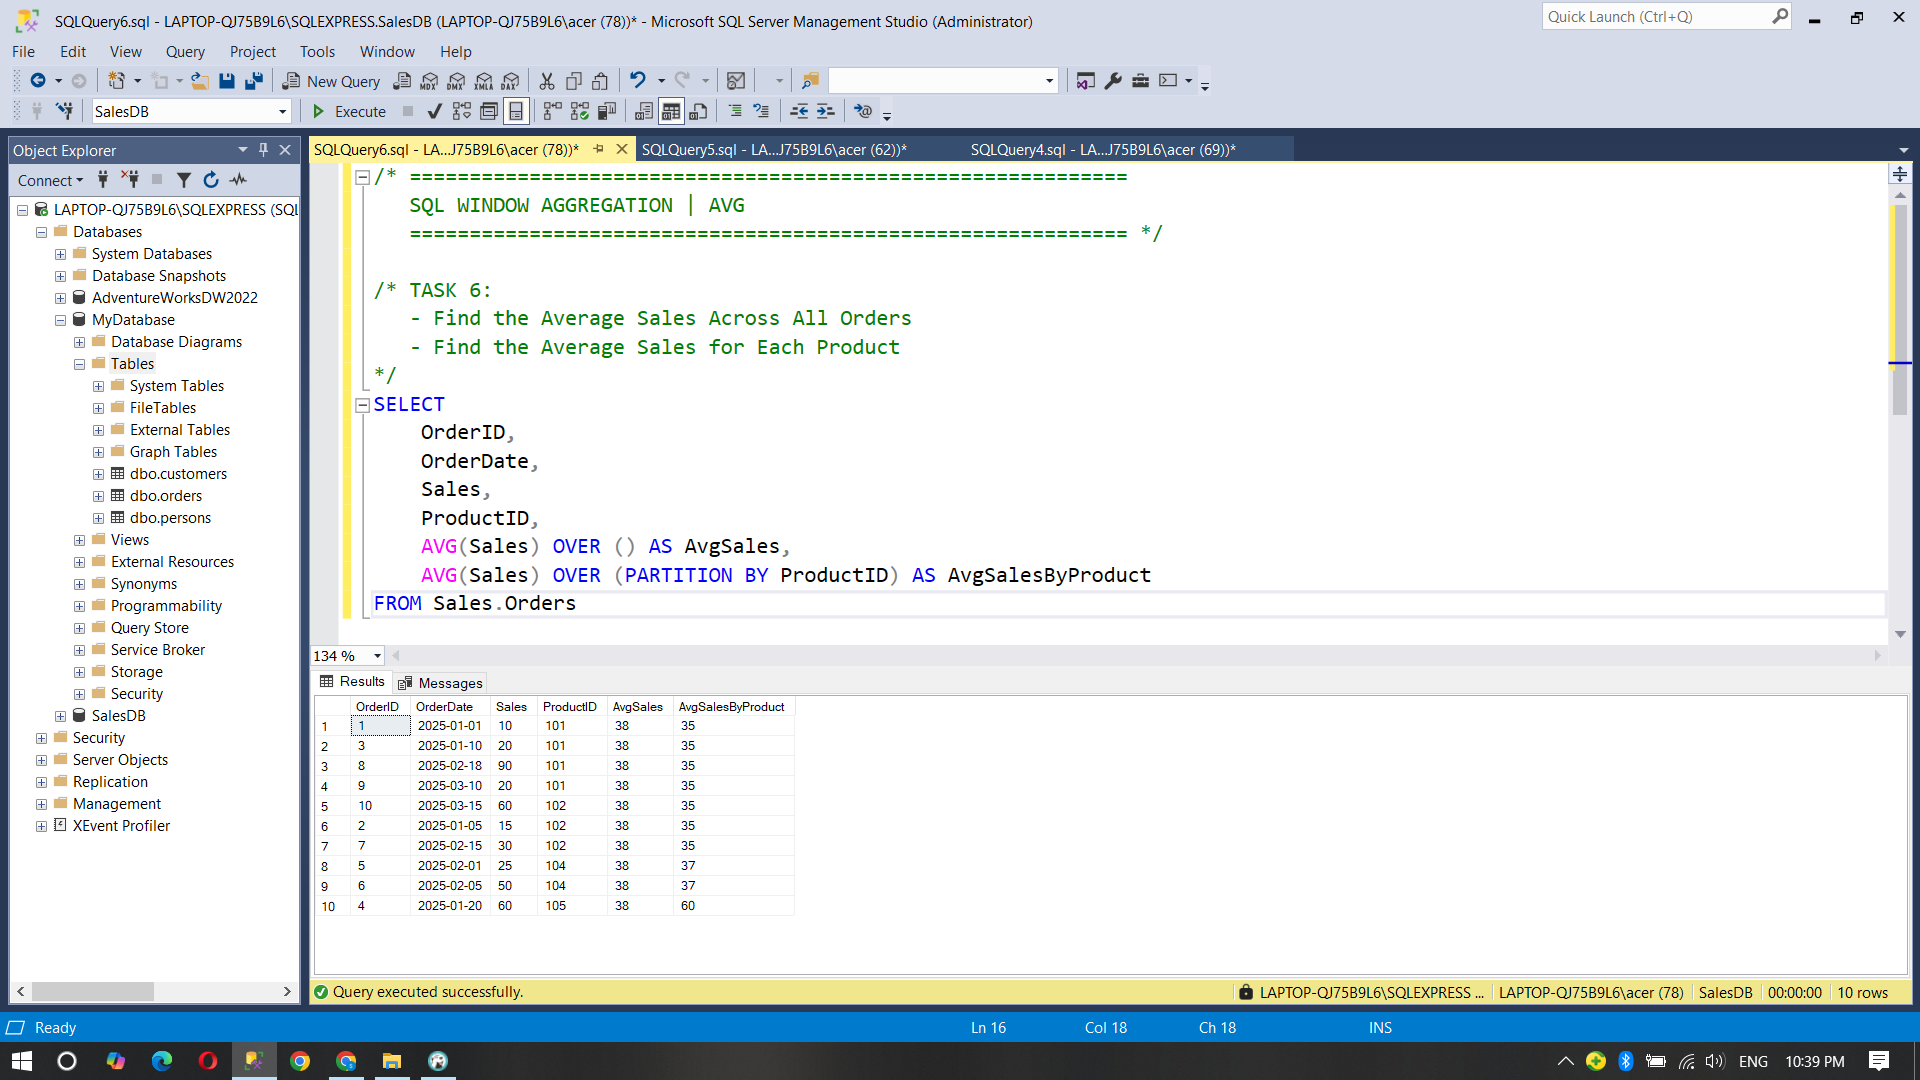 SQLQuery6.sql - LAPTOP-QJ75B9L6\SQLEXPRESS.SalesDB (LAPTOP-QJ75B9L6\acer (78))* - Microsoft SQL Server Management Studio (Administrator)
Quick Launch (Ctrl+Q)
File Edit View Query Project Tools Window Help
New Query
MDX DMX XMLA DAX
SalesDB
Execute
Object Explorer
SQLQuery6.sql - LA...J75B9L6\acer (78))*
SQLQuery5.sql - LA...J75B9L6\acer (62))*
SQLQuery4.sql - LA...J75B9L6\acer (69))*
Connect
LAPTOP-QJ75B9L6\SQLEXPRESS (SQL
Databases
System Databases
Database Snapshots
AdventureWorksDW2022
MyDatabase
Database Diagrams
Tables
System Tables
FileTables
External Tables
Graph Tables
dbo.customers
dbo.orders
dbo.persons
Views
External Resources
Synonyms
Programmability
Query Store
Service Broker
Storage
Security
SalesDB
Security
Server Objects
Replication
Management
XEvent Profiler
/* ============================================================
SQL WINDOW AGGREGATION | AVG
============================================================ */
/* TASK 6:
- Find the Average Sales Across All Orders
- Find the Average Sales for Each Product
*/
SELECT
OrderID,
OrderDate,
Sales,
ProductID,
AVG(Sales) OVER () AS AvgSales,
AVG(Sales) OVER (PARTITION BY ProductID) AS AvgSalesByProduct
FROM Sales.Orders
134 %
Results Messages
OrderID OrderDate Sales ProductID AvgSales AvgSalesByProduct
1 1 2025-01-01 10 101 38 35
2 3 2025-01-10 20 101 38 35
3 8 2025-02-18 90 101 38 35
4 9 2025-03-10 20 101 38 35
5 10 2025-03-15 60 102 38 35
6 2 2025-01-05 15 102 38 35
7 7 2025-02-15 30 102 38 35
8 5 2025-02-01 25 104 38 37
9 6 2025-02-05 50 104 38 37
10 4 2025-01-20 60 105 38 60
Query executed successfully.
LAPTOP-QJ75B9L6\SQLEXPRESS ...
LAPTOP-QJ75B9L6\acer (78)
SalesDB
00:00:00
10 rows
Ready
Ln 16
Col 18
Ch 18
INS
ENG
10:39 PM